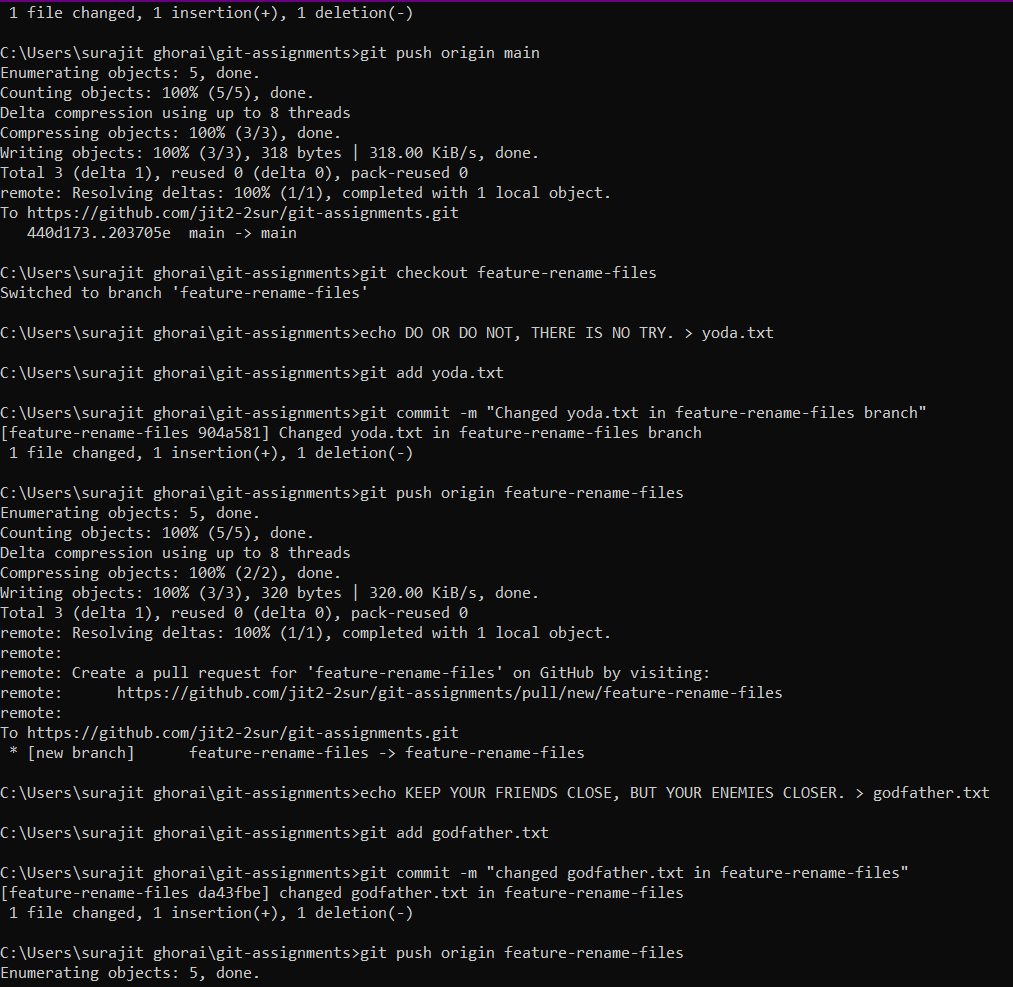 1 file changed, 1 insertion(+), 1 deletion(-)
C:\Users\surajit ghorai\git-assignments>git push origin main
Enumerating objects: 5, done.
Counting objects: 100% (5/5), done.
Delta compression using up to 8 threads
Compressing objects: 100% (3/3), done.
Writing objects: 100% (3/3), 318 bytes | 318.00 KiB/s, done.
Total 3 (delta 1), reused 0 (delta 0), pack-reused 0
remote: Resolving deltas: 100% (1/1), completed with 1 local object.
To https://github.com/jit2-2sur/git-assignments.git
   440d173..203705e  main -> main
C:\Users\surajit ghorai\git-assignments>git checkout feature-rename-files
Switched to branch 'feature-rename-files'
C:\Users\surajit ghorai\git-assignments>echo DO OR DO NOT, THERE IS NO TRY. > yoda.txt
C:\Users\surajit ghorai\git-assignments>git add yoda.txt
C:\Users\surajit ghorai\git-assignments>git commit -m "Changed yoda.txt in feature-rename-files branch"
[feature-rename-files 904a581] Changed yoda.txt in feature-rename-files branch
 1 file changed, 1 insertion(+), 1 deletion(-)
C:\Users\surajit ghorai\git-assignments>git push origin feature-rename-files
Enumerating objects: 5, done.
Counting objects: 100% (5/5), done.
Delta compression using up to 8 threads
Compressing objects: 100% (2/2), done.
Writing objects: 100% (3/3), 320 bytes | 320.00 KiB/s, done.
Total 3 (delta 1), reused 0 (delta 0), pack-reused 0
remote: Resolving deltas: 100% (1/1), completed with 1 local object.
remote:
remote: Create a pull request for 'feature-rename-files' on GitHub by visiting:
remote:      https://github.com/jit2-2sur/git-assignments/pull/new/feature-rename-files
remote:
To https://github.com/jit2-2sur/git-assignments.git
 * [new branch]      feature-rename-files -> feature-rename-files
C:\Users\surajit ghorai\git-assignments>echo KEEP YOUR FRIENDS CLOSE, BUT YOUR ENEMIES CLOSER. > godfather.txt
C:\Users\surajit ghorai\git-assignments>git add godfather.txt
C:\Users\surajit ghorai\git-assignments>git commit -m "changed godfather.txt in feature-rename-files"
[feature-rename-files da43fbe] changed godfather.txt in feature-rename-files
 1 file changed, 1 insertion(+), 1 deletion(-)
C:\Users\surajit ghorai\git-assignments>git push origin feature-rename-files
Enumerating objects: 5, done.